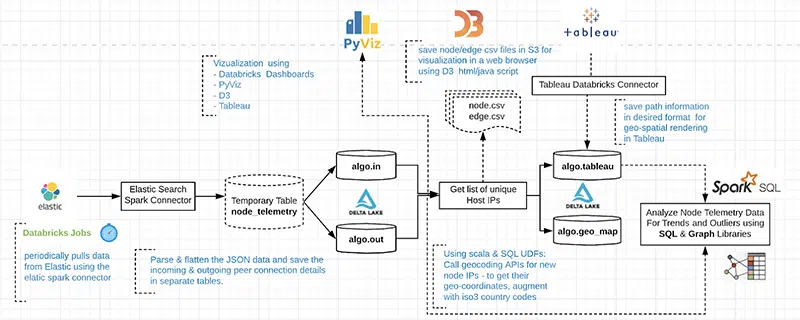 PyViz
D3
+ableau
save node/edge csv files in S3 for
visualization in a web browser
using D3 html/java script
Vizualization using
- Databricks Dashboards
- PyViz
- D3
- Tableau
Tableau Databricks Connector
node.csv
edge.csv
save path information
in desired format for
geo-spatial rendering
in Tableau
elastic
Elastic Search
Spark Connector
Temporary Table
node_telemetry
algo.in
DELTA LAKE
algo.out
Get list of unique
Host IPs
algo.tableau
DELTA LAKE
algo.geo_map
Spark SQL
Analyze Node Telemetry Data
For Trends and Outliers using
SQL & Graph Libraries
Databricks Jobs
periodically pulls data
from Elastic using the
elatic spark connector
Parse & flatten the JSON data and save the
incoming & outgoing peer connection details
in separate tables.
Using scala & SQL UDFs:
Call geocoding APIs for new
node IPs - to get their
geo-coordinates, augment
with iso3 country codes